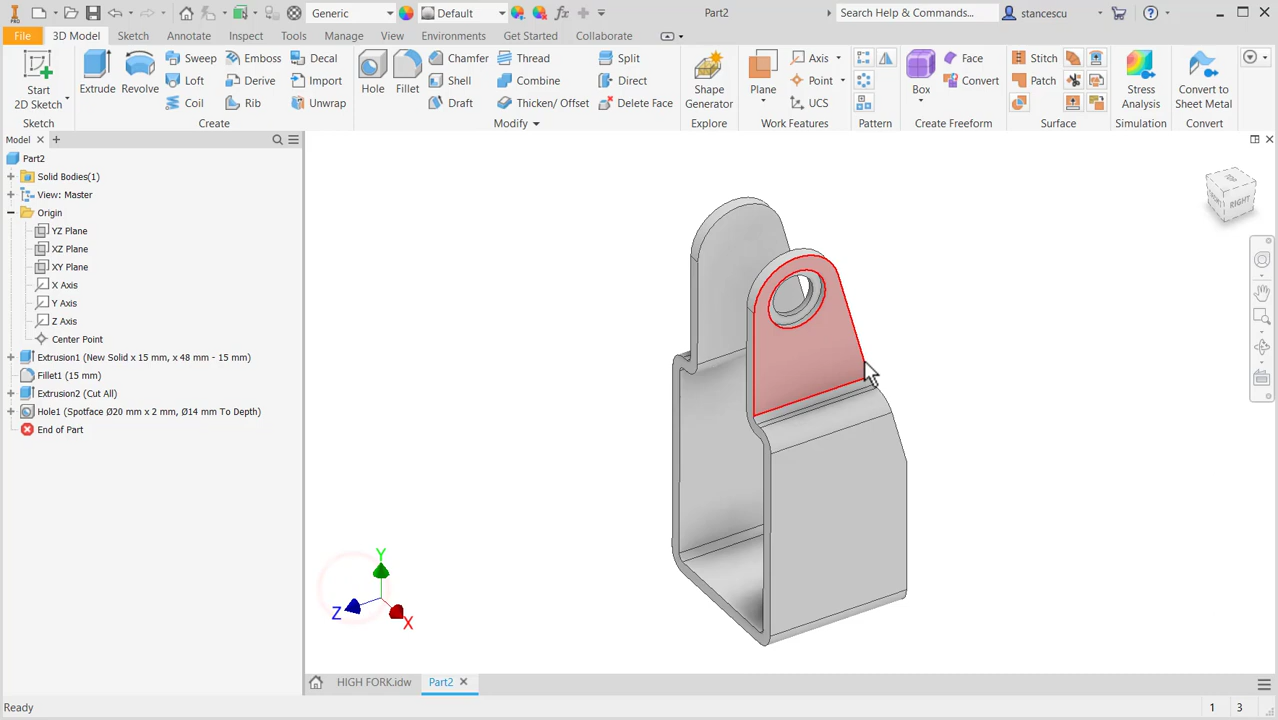 PRO
Generic
Default
Part2
Search Help & Commands...
stancescu
File
3D Model
Sketch
Annotate
Inspect
Tools
Manage
View
Environments
Get Started
Collaborate
Start
2D Sketch
Extrude
Revolve
Sweep
Loft
Coil
Emboss
Derive
Rib
Decal
Import
Unwrap
Hole
Fillet
Chamfer
Shell
Draft
Thread
Combine
Thicken/ Offset
Split
Direct
Delete Face
Shape
Generator
Plane
Axis
Point
UCS
Box
Face
Convert
Stitch
Patch
Stress
Analysis
Convert to
Sheet Metal
Sketch
Create
Modify
Explore
Work Features
Pattern
Create Freeform
Surface
Simulation
Convert
Model
Part2
Solid Bodies(1)
View: Master
Origin
YZ Plane
XZ Plane
XY Plane
X Axis
Y Axis
Z Axis
Center Point
Extrusion1 (New Solid x 15 mm, x 48 mm - 15 mm)
Fillet1 (15 mm)
Extrusion2 (Cut All)
Hole1 (Spotface Ø20 mm x 2 mm, Ø14 mm To Depth)
End of Part
RIGHT
Y
Z
X
HIGH FORK.idw
Part2
Ready
1
3